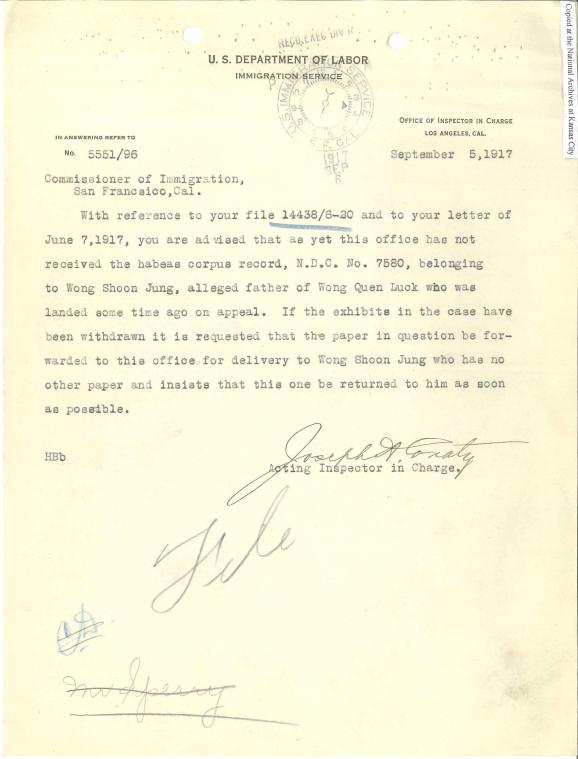 Copied at the National Archives at Kansas City
RECD. EXEC DIV
U. S. DEPARTMENT OF LABOR
IMMIGRATION SERVICE
U.S. IMMIGRATION SERVICE
S. F. CAL
1917
SEP
8
OFFICE OF INSPECTOR IN CHARGE
LOS ANGELES, CAL.
IN ANSWERING REFER TO
No. 5551/96
September 5,1917
Commissioner of Immigration,
San Francsico,Cal.
With reference to your file 14438/6-20 and to your letter of
June 7,1917, you are advised that as yet this office has not
received the habeas corpus record, N.D.C. No. 7580, belonging
to Wong Shoon Jung, alleged father of Wong Quen Luck who was
landed some time ago on appeal. If the exhibits in the case have
been withdrawn it is requested that the paper in question be for-
warded to this office for delivery to Wong Shoon Jung who has no
other paper and insists that this one be returned to him as soon
as possible.
HBb
Joseph A. Conaty
Acting Inspector in Charge.
File
Mr. Sperry